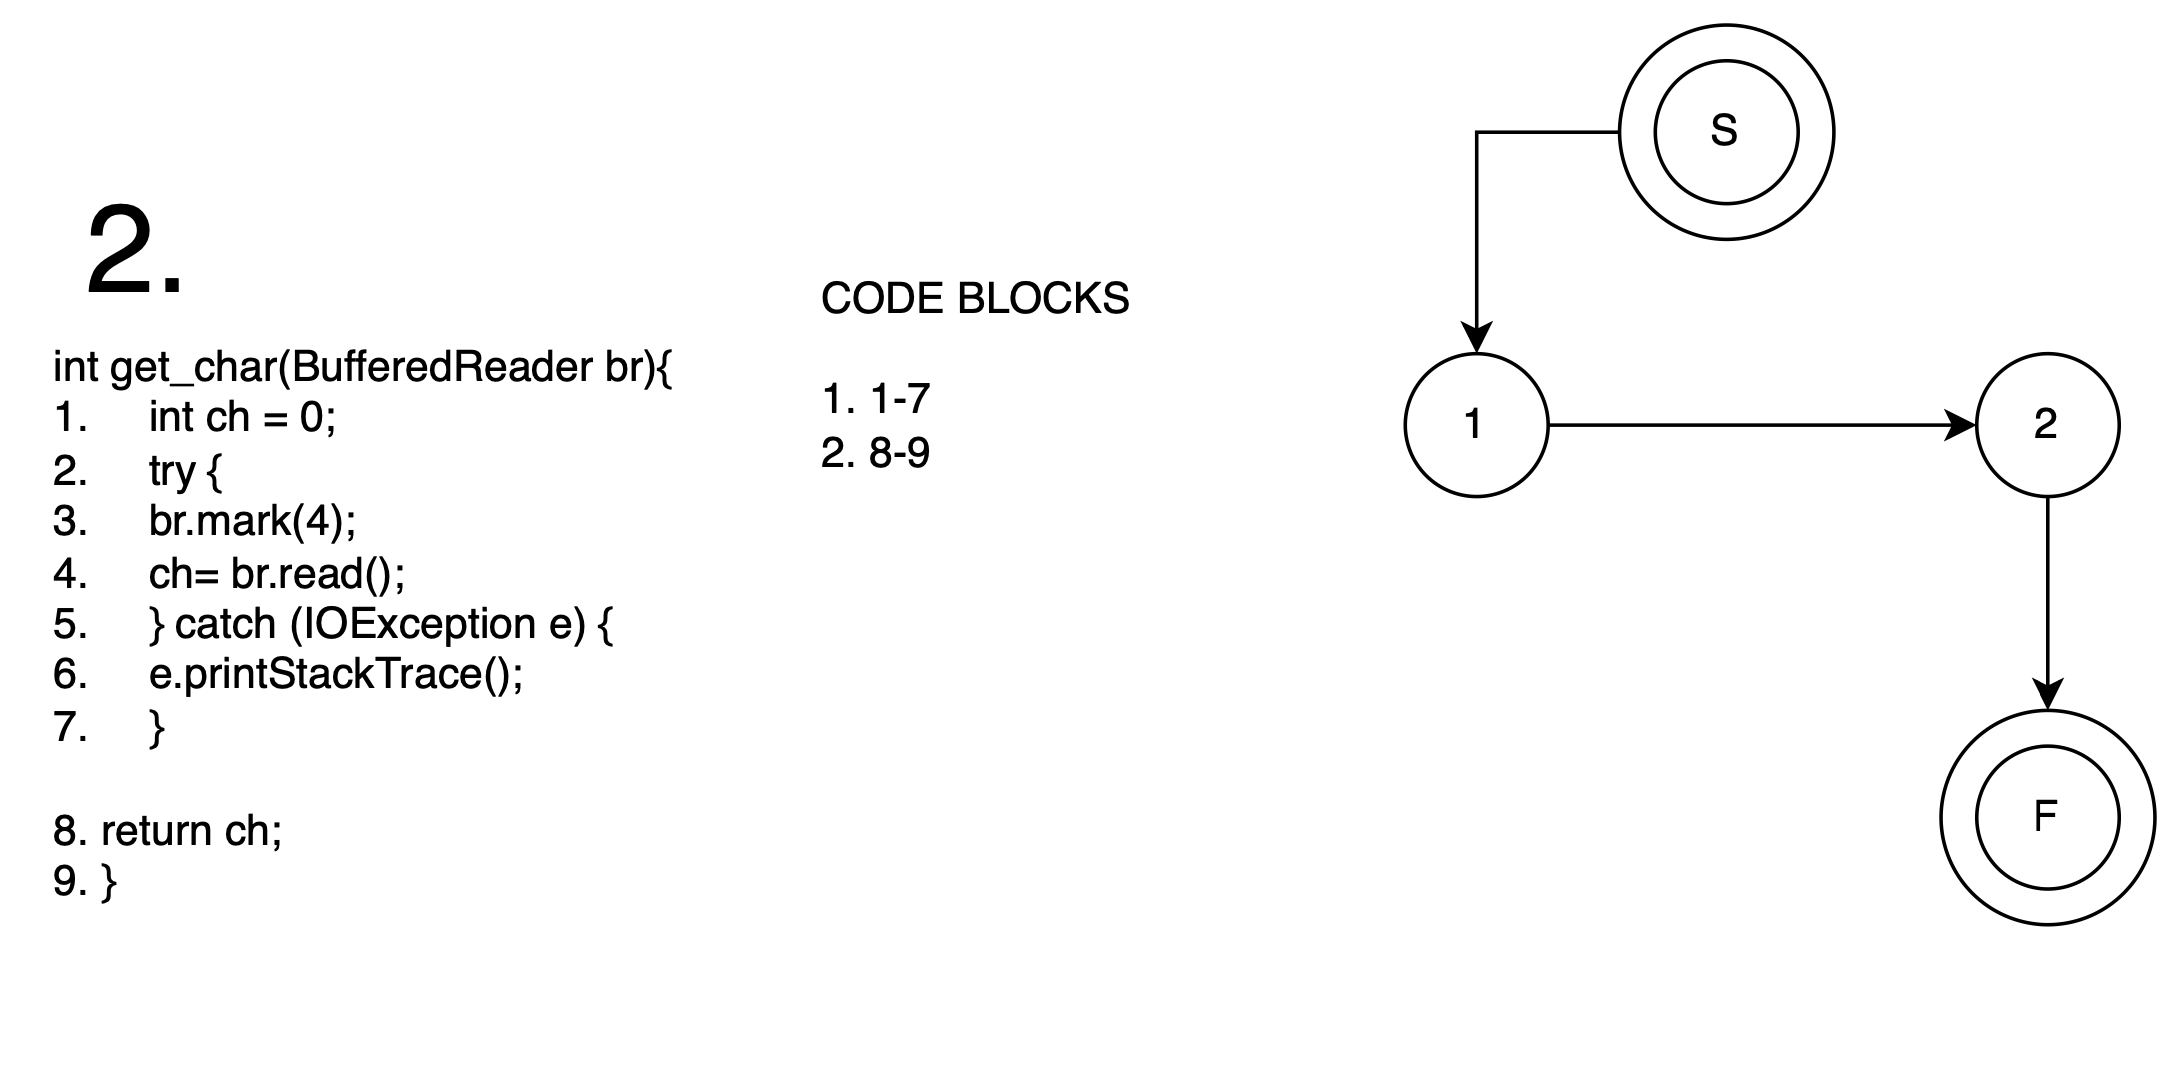 2.
int get_char(BufferedReader br){
1. int ch = 0;
2. try {
3. br.mark(4);
4. ch= br.read();
5. } catch (IOException e) {
6. e.printStackTrace();
7. }
8. return ch;
9. }
CODE BLOCKS
1. 1-7
2. 8-9
S
1
2
F